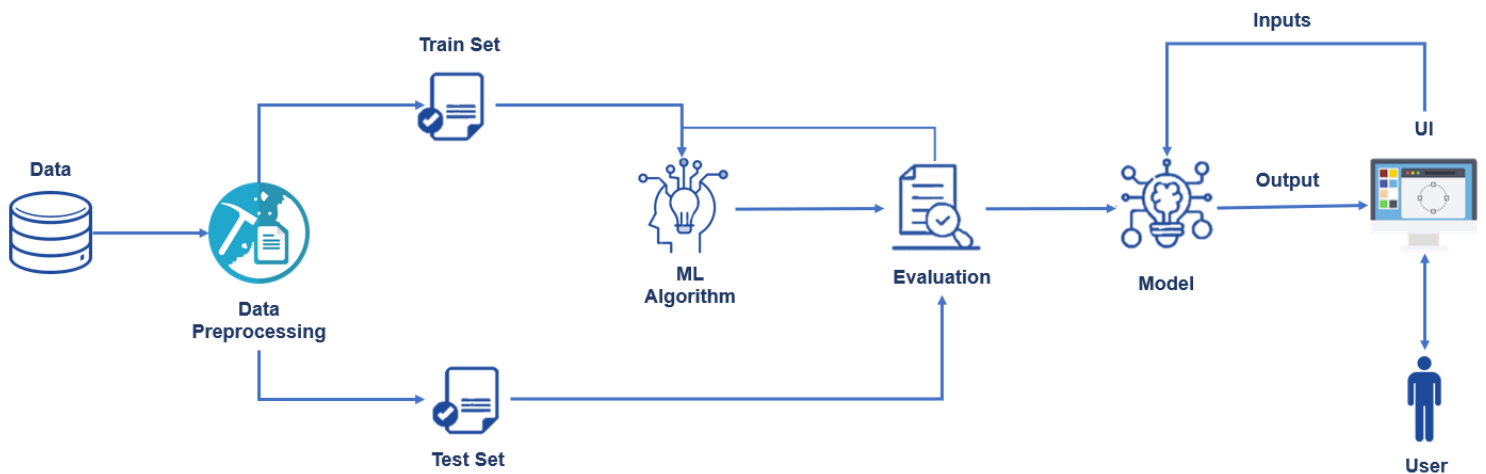 Inputs
Train Set
UI
Data
Output
ML
Algorithm
Evaluation
Model
Data
Preprocessing
Test Set
User